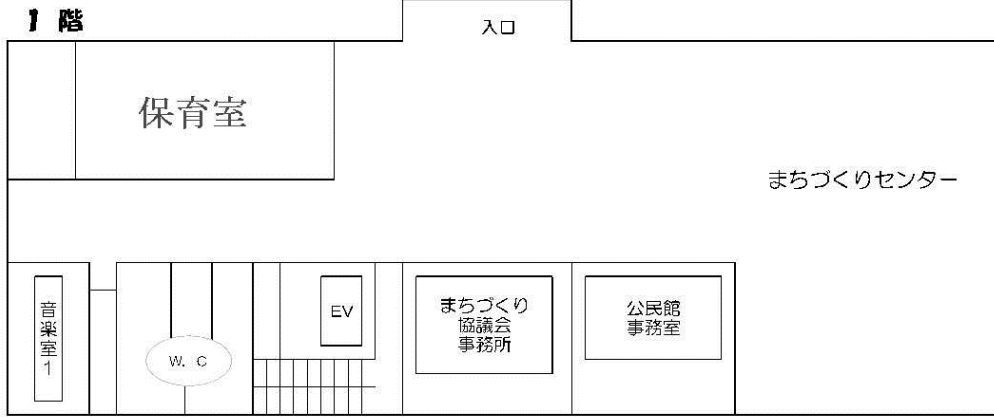 1 階
入口
保育室
まちづくりセンター
音楽室1
W. C
EV
まちづくり
協議会
事務所
公民館
事務室